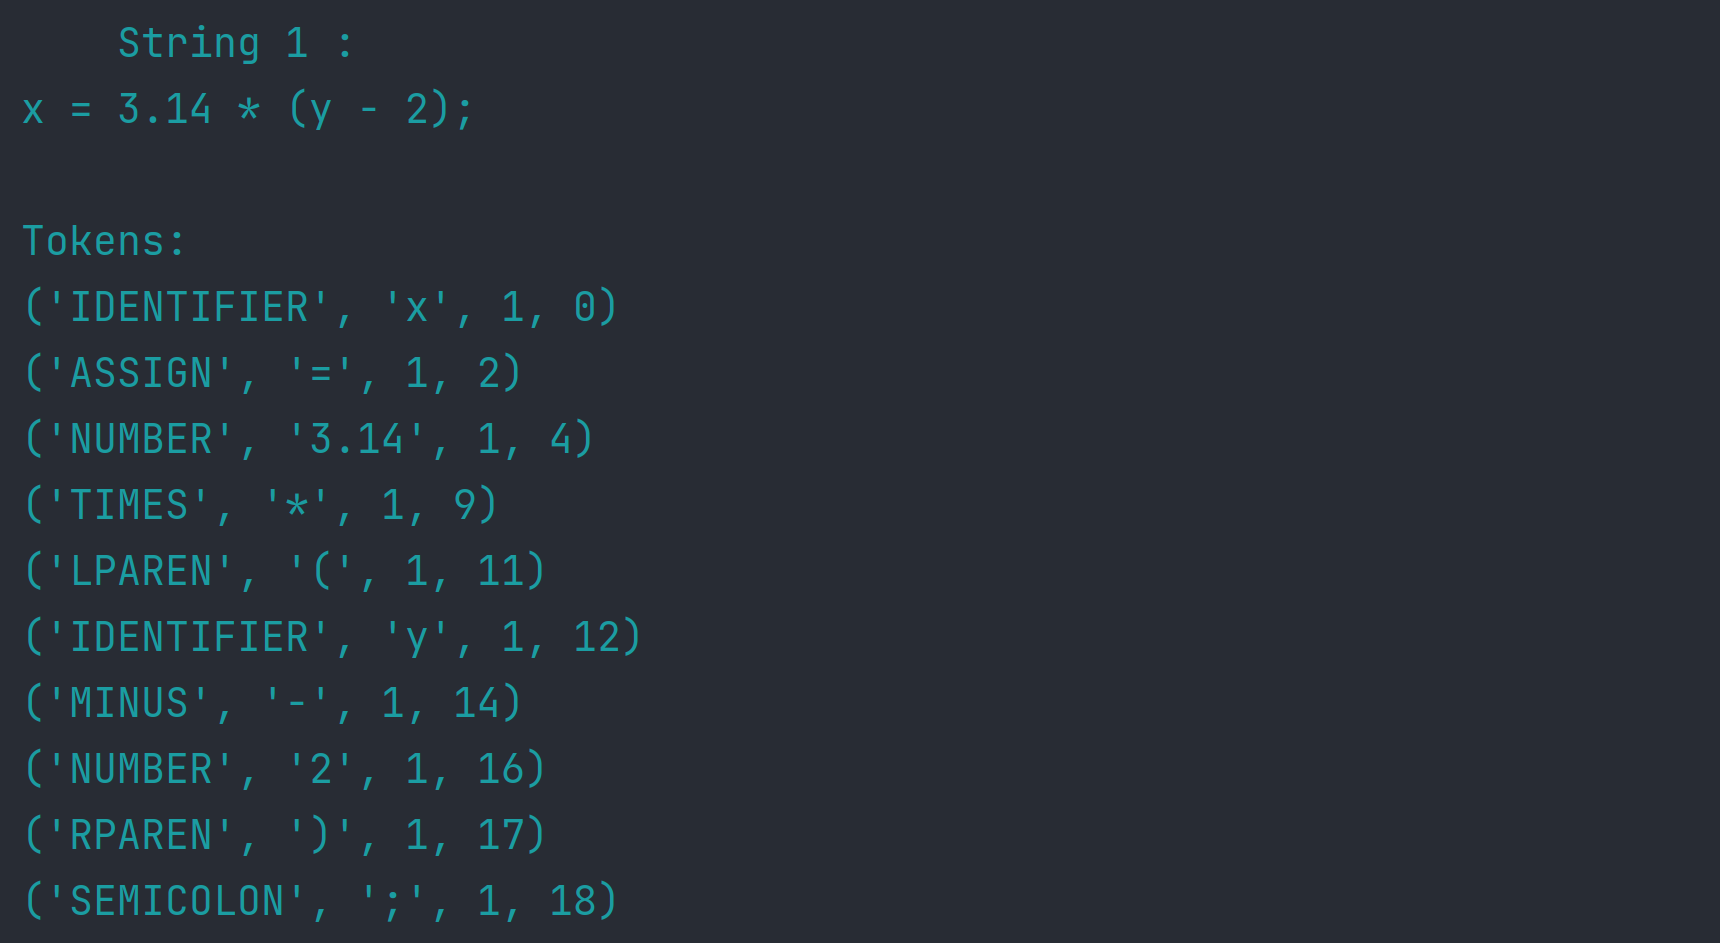 String 1 :
x = 3.14 * (y - 2);
Tokens:
('IDENTIFIER', 'x', 1, 0)
('ASSIGN', '=', 1, 2)
('NUMBER', '3.14', 1, 4)
('TIMES', '*', 1, 9)
('LPAREN', '(', 1, 11)
('IDENTIFIER', 'y', 1, 12)
('MINUS', '-', 1, 14)
('NUMBER', '2', 1, 16)
('RPAREN', ')', 1, 17)
('SEMICOLON', ';', 1, 18)